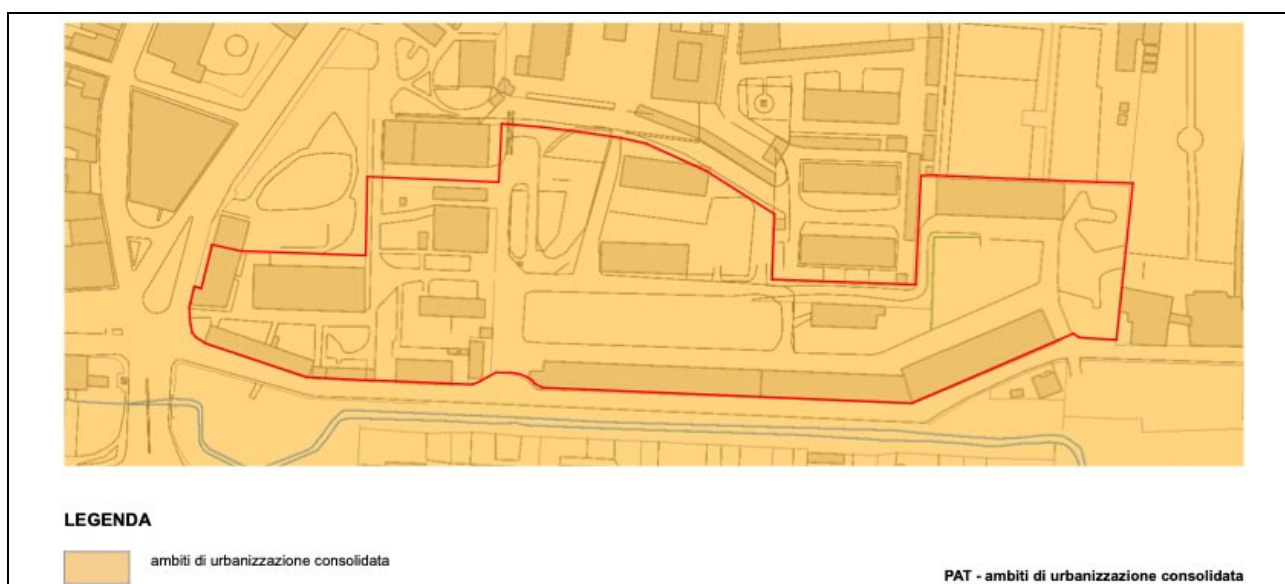 LEGENDA
ambiti di urbanizzazione consolidata
PAT - ambiti di urbanizzazione consolidata